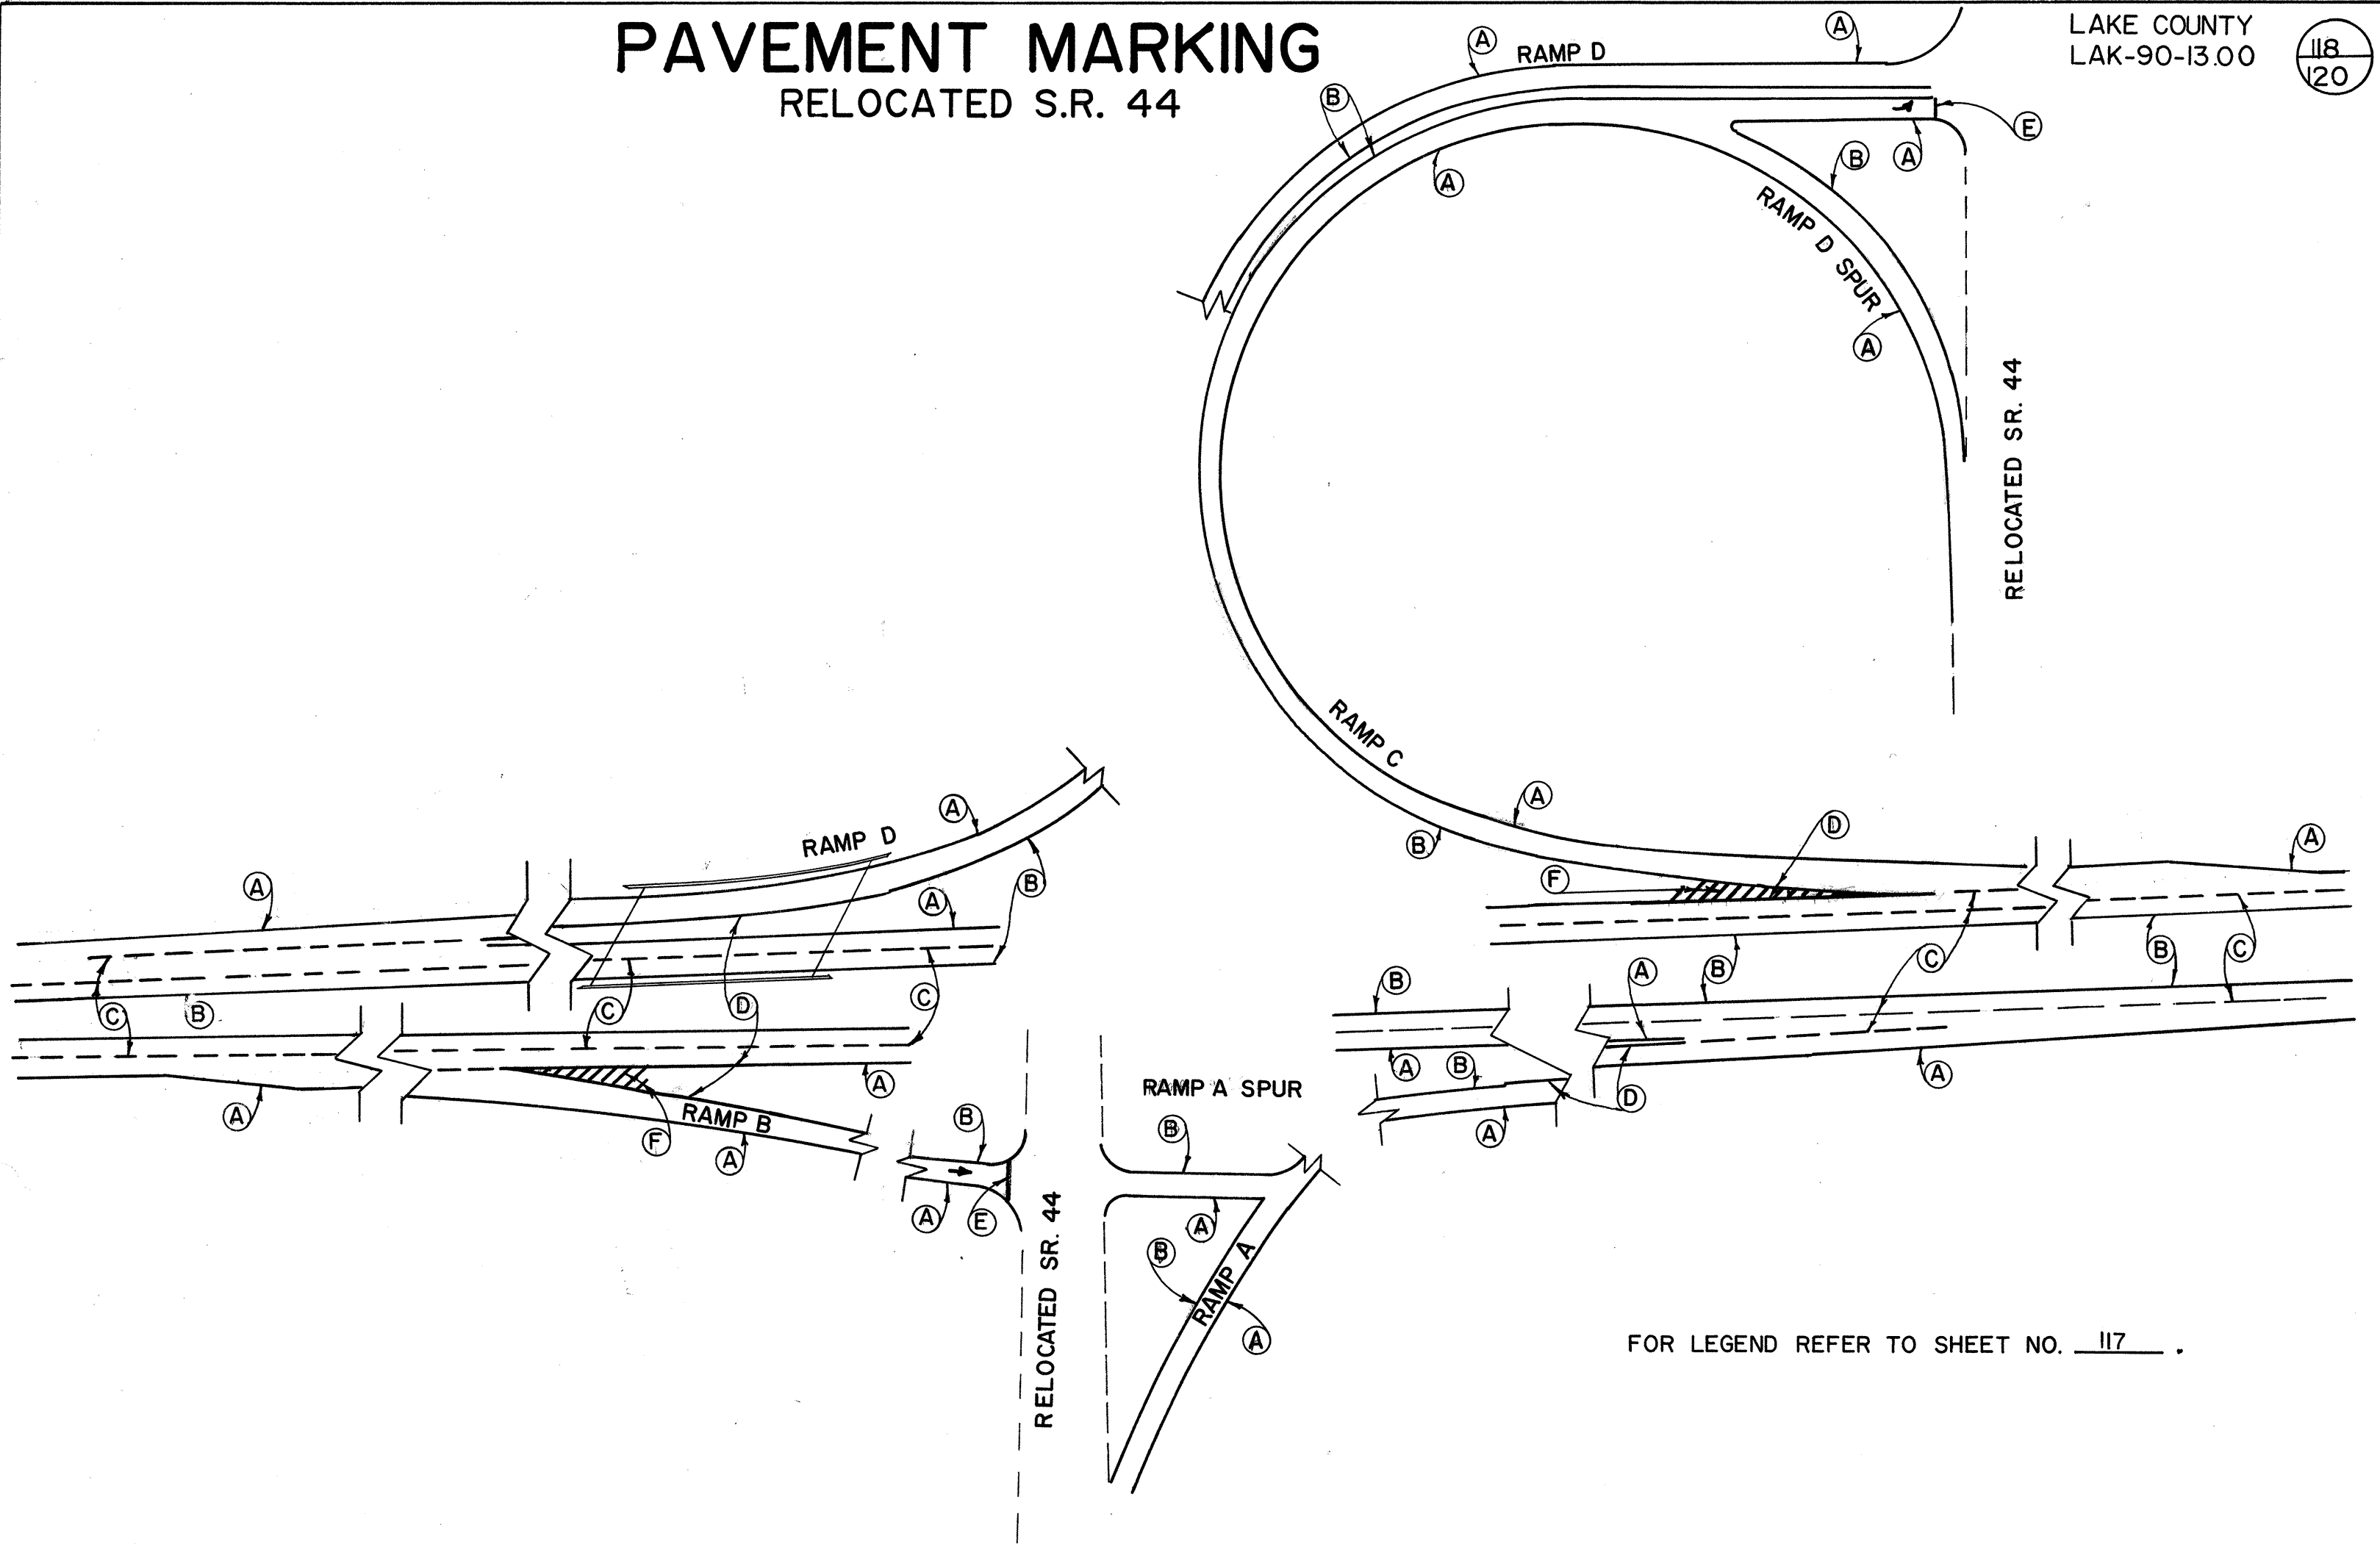 PAVEMENT MARKING
RELOCATED S.R. 44
LAKE COUNTY
LAK-90-13.00
118
120
A
RAMP D
A
B
E
A
B
A
RAMP D SPUR
A
RELOCATED SR. 44
RAMP C
A
B
D
F
A
B
C
B
C
A
RAMP D
A
B
A
A
C
B
C
D
C
A
A
F
RAMP B
A
B
A
E
RELOCATED SR. 44
RAMP A SPUR
B
A
B
RAMP A
A
B
A
B
A
A
D
A
FOR LEGEND REFER TO SHEET NO. 117 .